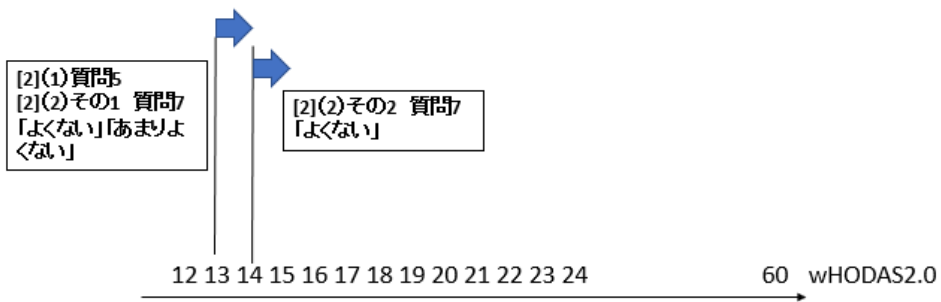 [2](1)質問5
[2](2)その1 質問7
「よくない」「あまりよ
くない」
[2](2)その2 質問7
「よくない」
12 13 14 15 16 17 18 19 20 21 22 23 24 60 wHODAS2.0